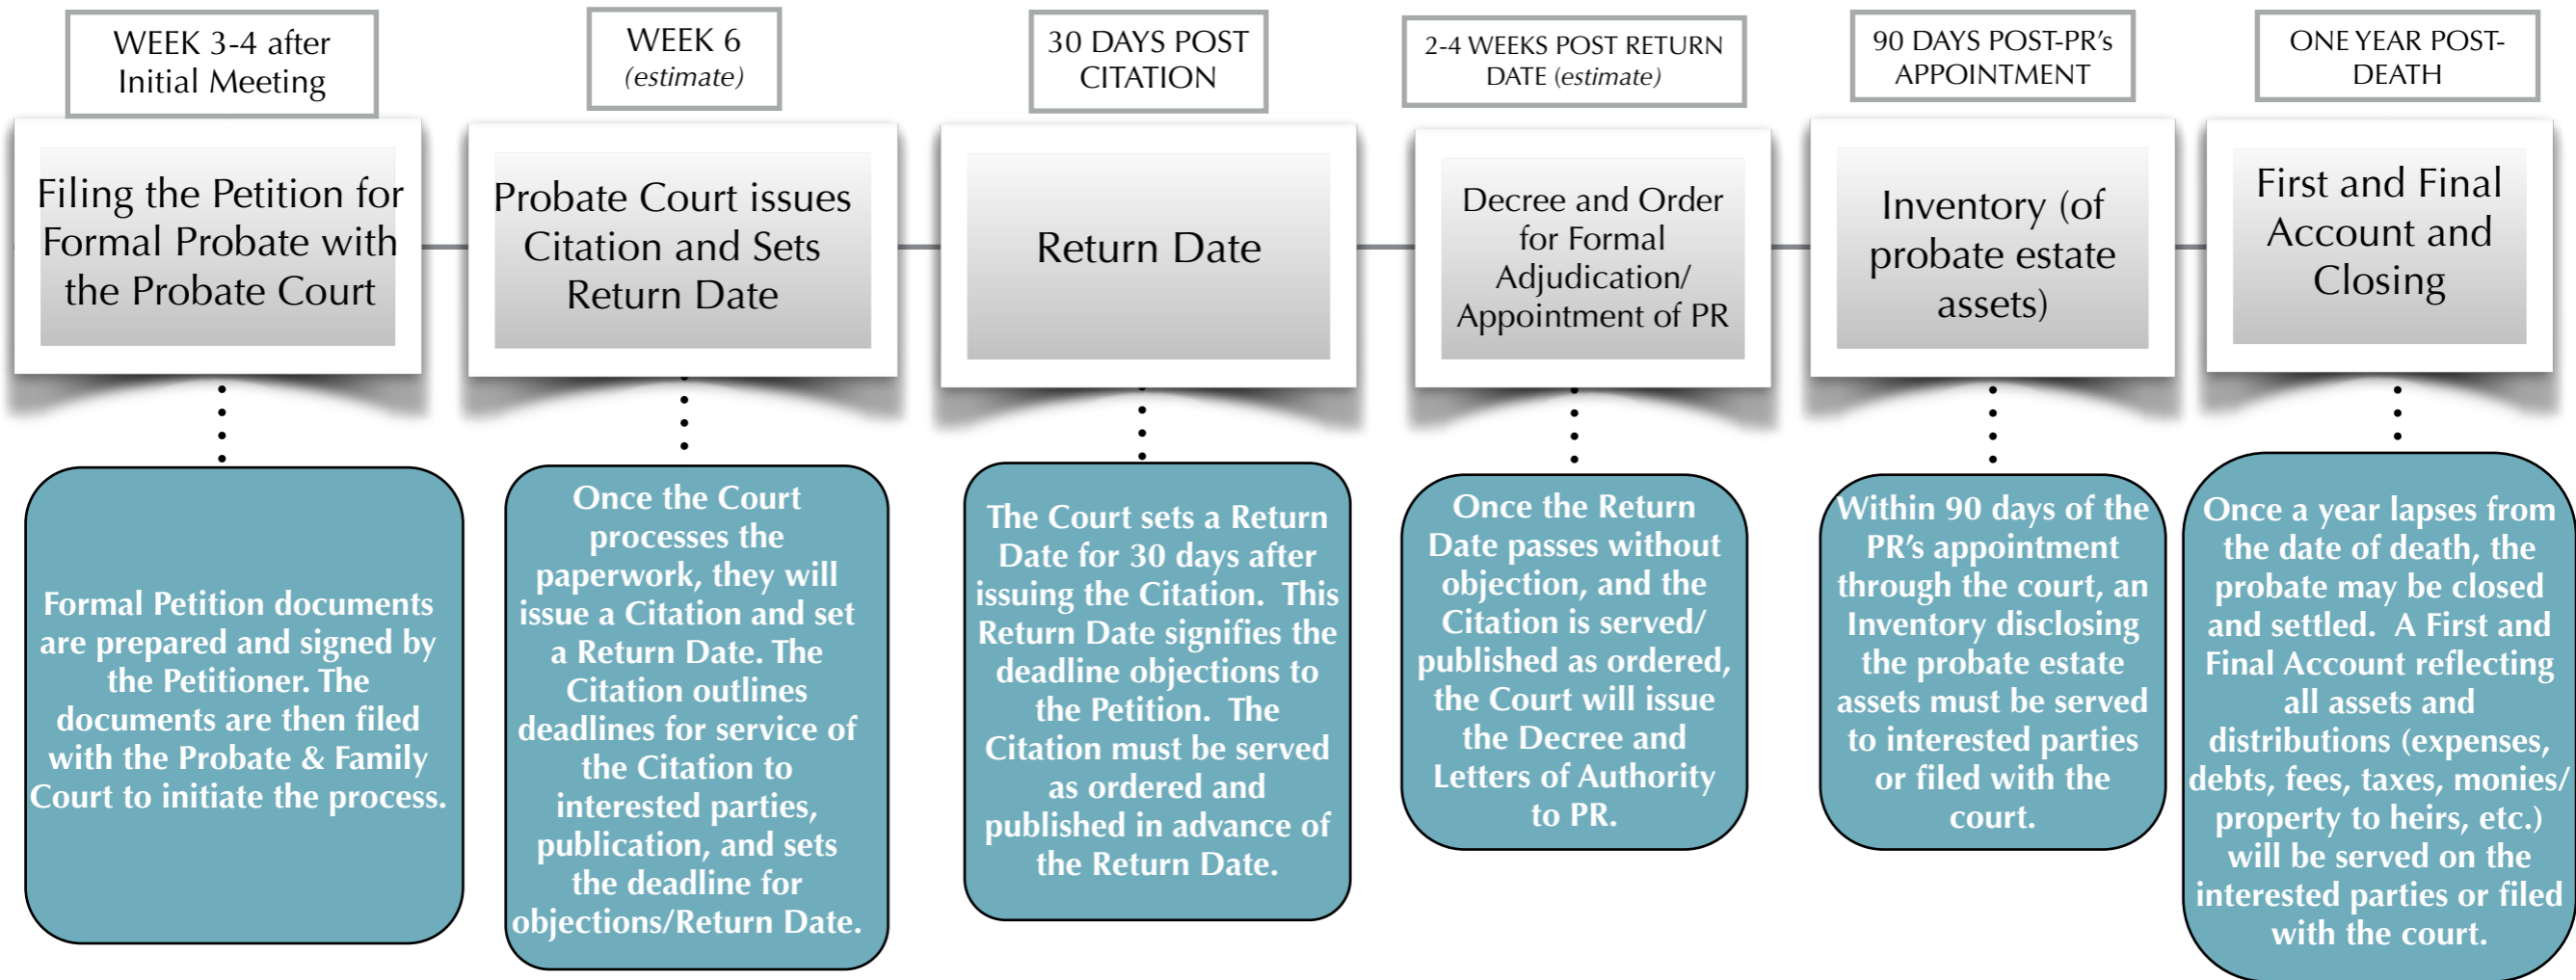 WEEK 3-4 after
Initial Meeting
WEEK 6
(estimate)
30 DAYS POST
CITATION
2-4 WEEKS POST RETURN
DATE (estimate)
90 DAYS POST-PR's
APPOINTMENT
ONE YEAR POST-
DEATH
Filing the Petition for
Formal Probate with
the Probate Court
Probate Court issues
Citation and Sets
Return Date
Return Date
Decree and Order
for Formal
Adjudication/
Appointment of PR
Inventory (of
probate estate
assets)
First and Final
Account and
Closing
Formal Petition documents
are prepared and signed by
the Petitioner. The
documents are then filed
with the Probate & Family
Court to initiate the process.
Once the Court
processes the
paperwork, they will
issue a Citation and set
a Return Date. The
Citation outlines
deadlines for service of
the Citation to
interested parties,
publication, and sets
the deadline for
objections/Return Date.
The Court sets a Return
Date for 30 days after
issuing the Citation.  This
Return Date signifies the
deadline objections to
the Petition.  The
Citation must be served
as ordered and
published in advance of
the Return Date.
Once the Return
Date passes without
objection, and the
Citation is served/
published as ordered,
the Court will issue
the Decree and
Letters of Authority
to PR.
Within 90 days of the
PR's appointment
through the court, an
Inventory disclosing
the probate estate
assets must be served
to interested parties
or filed with the
court.
Once a year lapses from
the date of death, the
probate may be closed
and settled.  A First and
Final Account reflecting
all assets and
distributions (expenses,
debts, fees, taxes, monies/
property to heirs, etc.)
will be served on the
interested parties or filed
with the court.